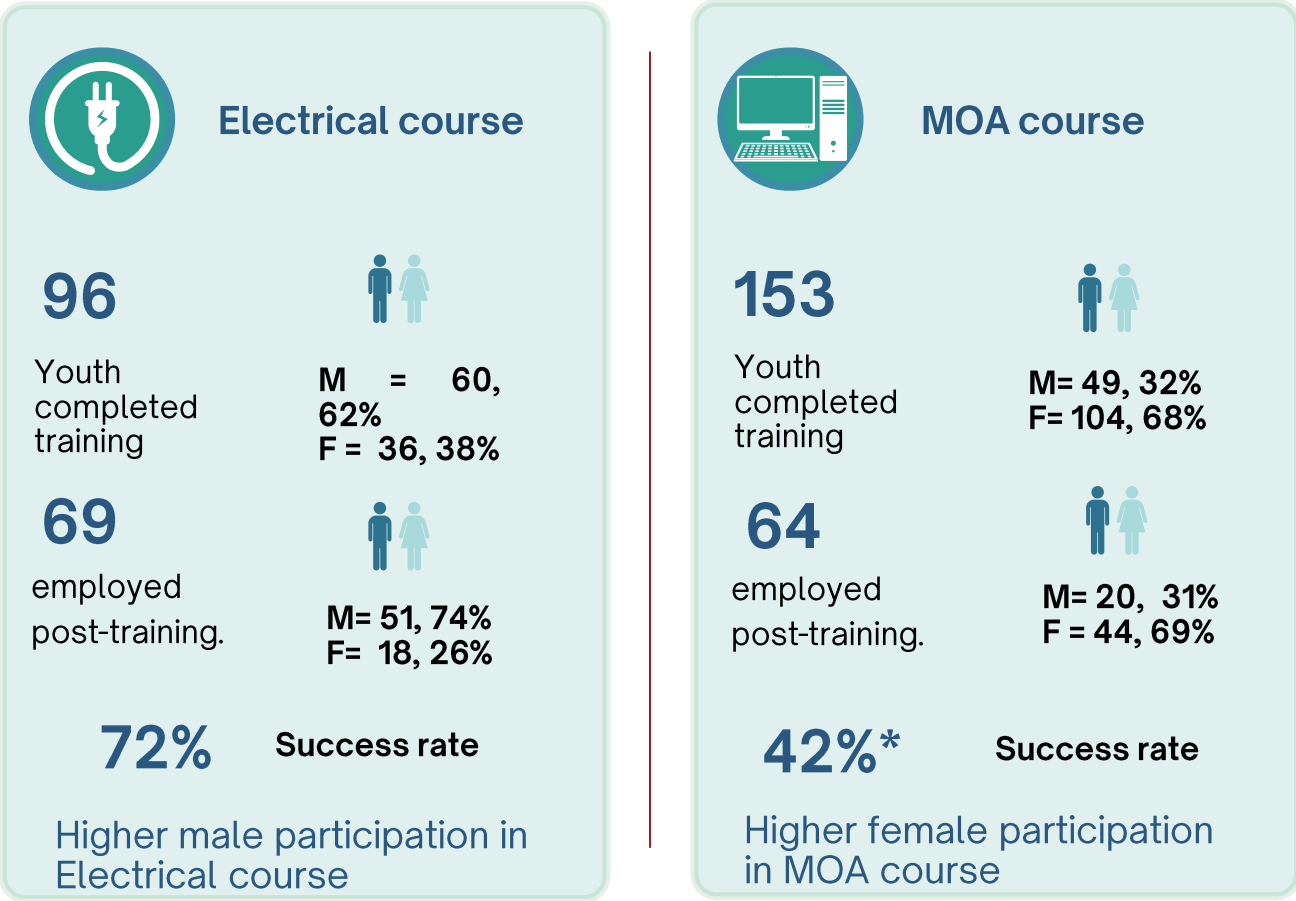 Electrical course
96
Youth
completed
training
M = 60,
62%
F = 36, 38%
69
employed
post-training.
M= 51, 74%
F= 18, 26%
72%
Success rate
Higher male participation in
Electrical course
MOA course
153
Youth
completed
training
M= 49, 32%
F= 104, 68%
64
employed
post-training.
M= 20, 31%
F = 44, 69%
42%*
Success rate
Higher female participation
in MOA course